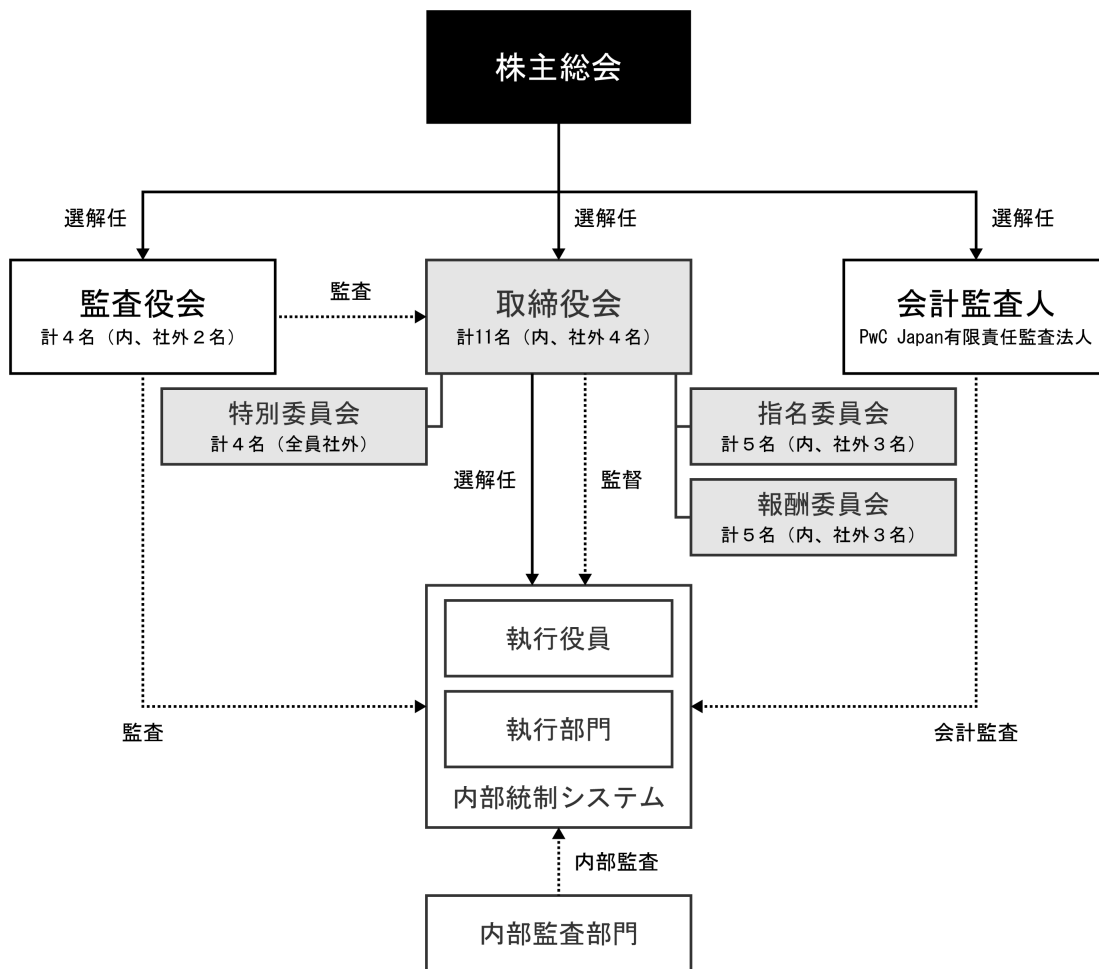 株主総会
選解任
選解任
選解任
監査役会
計４名（内、社外２名）
監査
取締役会
計11名（内、社外４名）
会計監査人
PwC Japan有限責任監査法人
特別委員会
計４名（全員社外）
指名委員会
計５名（内、社外３名）
選解任
監督
報酬委員会
計５名（内、社外３名）
執行役員
執行部門
監査
会計監査
内部統制システム
内部監査
内部監査部門